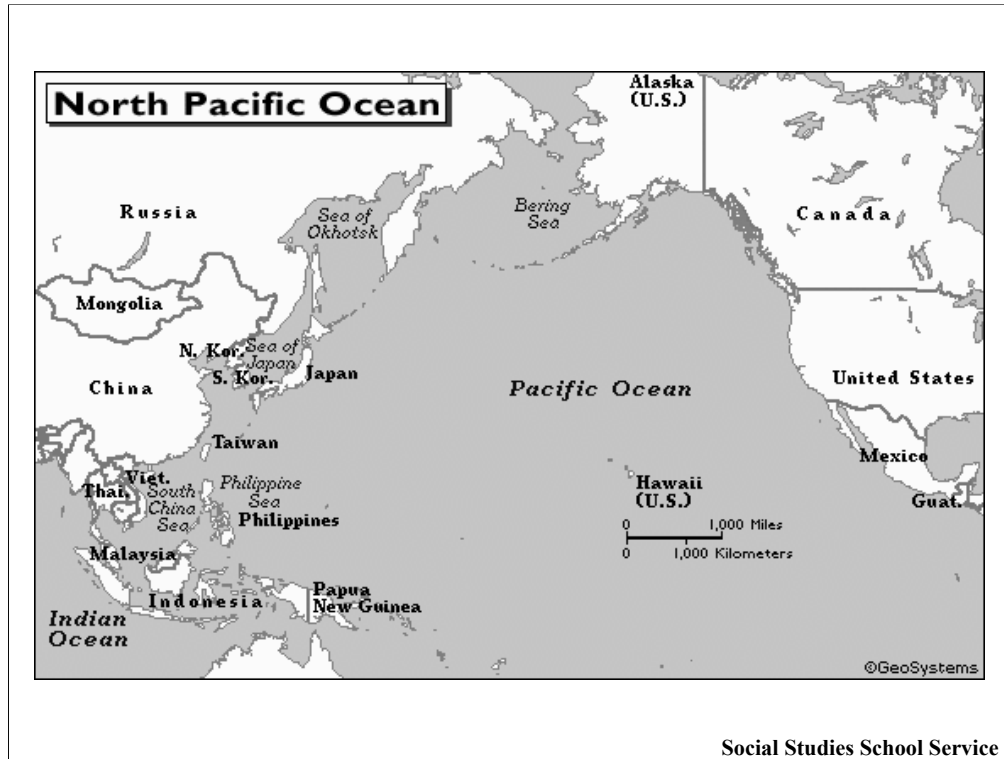 North Pacific Ocean
Alaska
(U.S.)
Russia
Sea of
Okhotsk
Bering
Sea
Canada
Mongolia
N. Kor.
Sea of
Japan
S. Kor.
Japan
China
Pacific Ocean
United States
Taiwan
Mexico
Viet.
Thai.
South
China
Sea
Philippine
Sea
Philippines
Hawaii
(U.S.)
Guat.
0 1,000 Miles
0 1,000 Kilometers
Malaysia
Indonesia
Papua
New Guinea
Indian
Ocean
©GeoSystems
Social Studies School Service